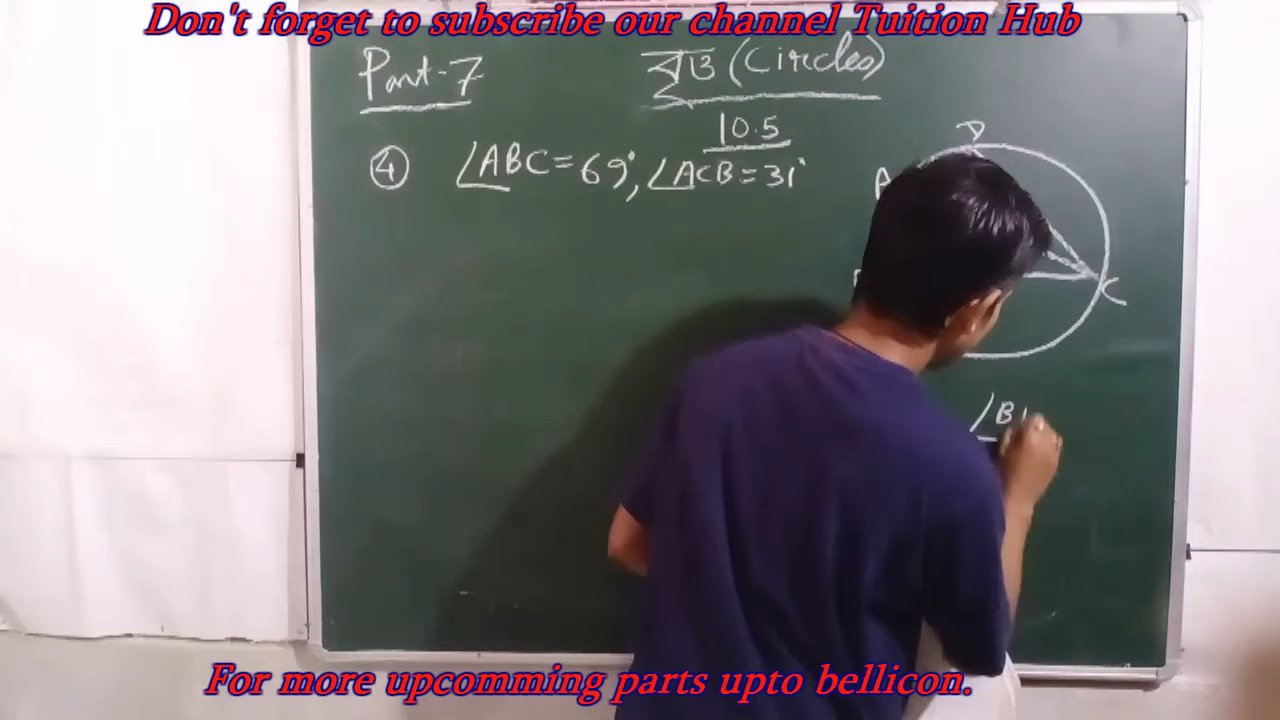 Don't forget to subscribe our channel Tuition Hub
Part-7
বৃত্ত (Circles)
10.5
④ ∠ABC = 69°, ∠ACB = 31°
D
A
C
∠B
For more upcomming parts upto bellicon.